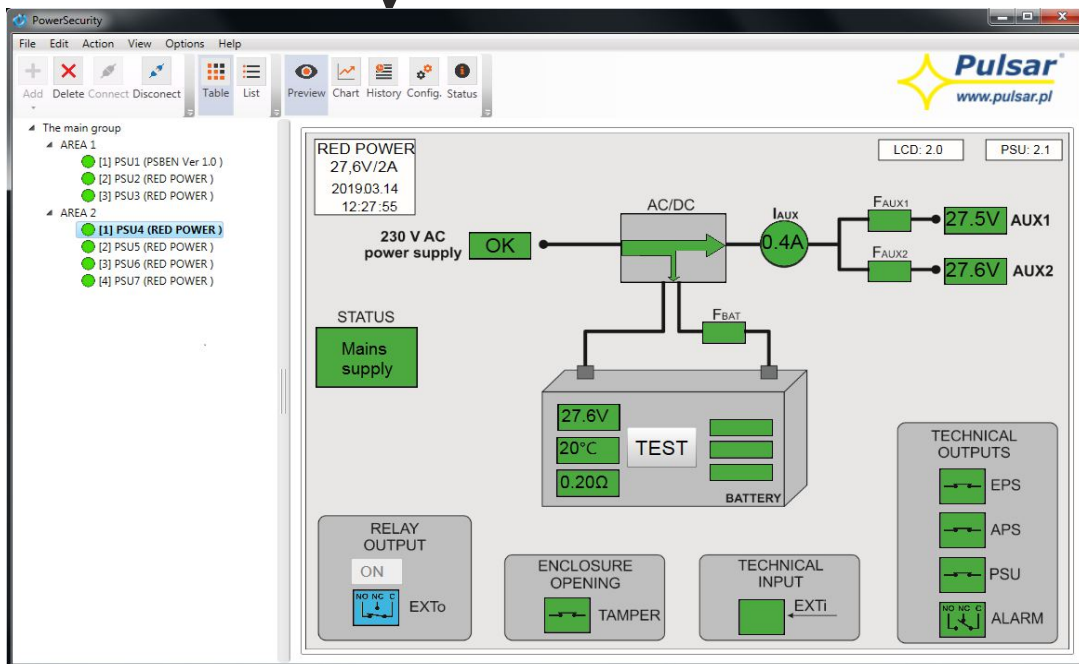 PowerSecurity
File Edit Action View Options Help
Add Delete Connect Disconect Table List Preview Chart History Config. Status
Pulsar
www.pulsar.pl
The main group
AREA 1
[1] PSU1 (PSBEN Ver 1.0 )
[2] PSU2 (RED POWER )
[3] PSU3 (RED POWER )
AREA 2
[1] PSU4 (RED POWER )
[2] PSU5 (RED POWER )
[3] PSU6 (RED POWER )
[4] PSU7 (RED POWER )
RED POWER
27,6V/2A
2019.03.14
12:27:55
LCD: 2.0
PSU: 2.1
230 V AC
power supply
OK
AC/DC
IAUX
0.4A
FAUX1
27.5V AUX1
FAUX2
27.6V AUX2
STATUS
Mains
supply
FBAT
27.6V
20°C
0.20Ω
TEST
BATTERY
RELAY
OUTPUT
ON
NO NC C
EXTo
ENCLOSURE
OPENING
TAMPER
TECHNICAL
INPUT
EXTi
TECHNICAL
OUTPUTS
EPS
APS
PSU
NO NC C
ALARM